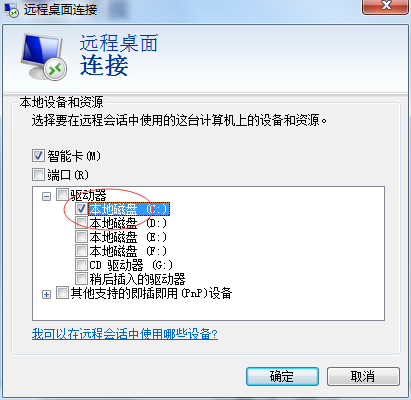 远程桌面连接
远程桌面
连接
本地设备和资源
选择要在远程会话中使用的这台计算机上的设备和资源。
智能卡(M)
端口(R)
驱动器
本地磁盘 (C:)
本地磁盘 (D:)
本地磁盘 (E:)
本地磁盘 (F:)
CD 驱动器 (G:)
稍后插入的驱动器
其他支持的即插即用(PnP)设备
我可以在远程会话中使用哪些设备?
确定
取消